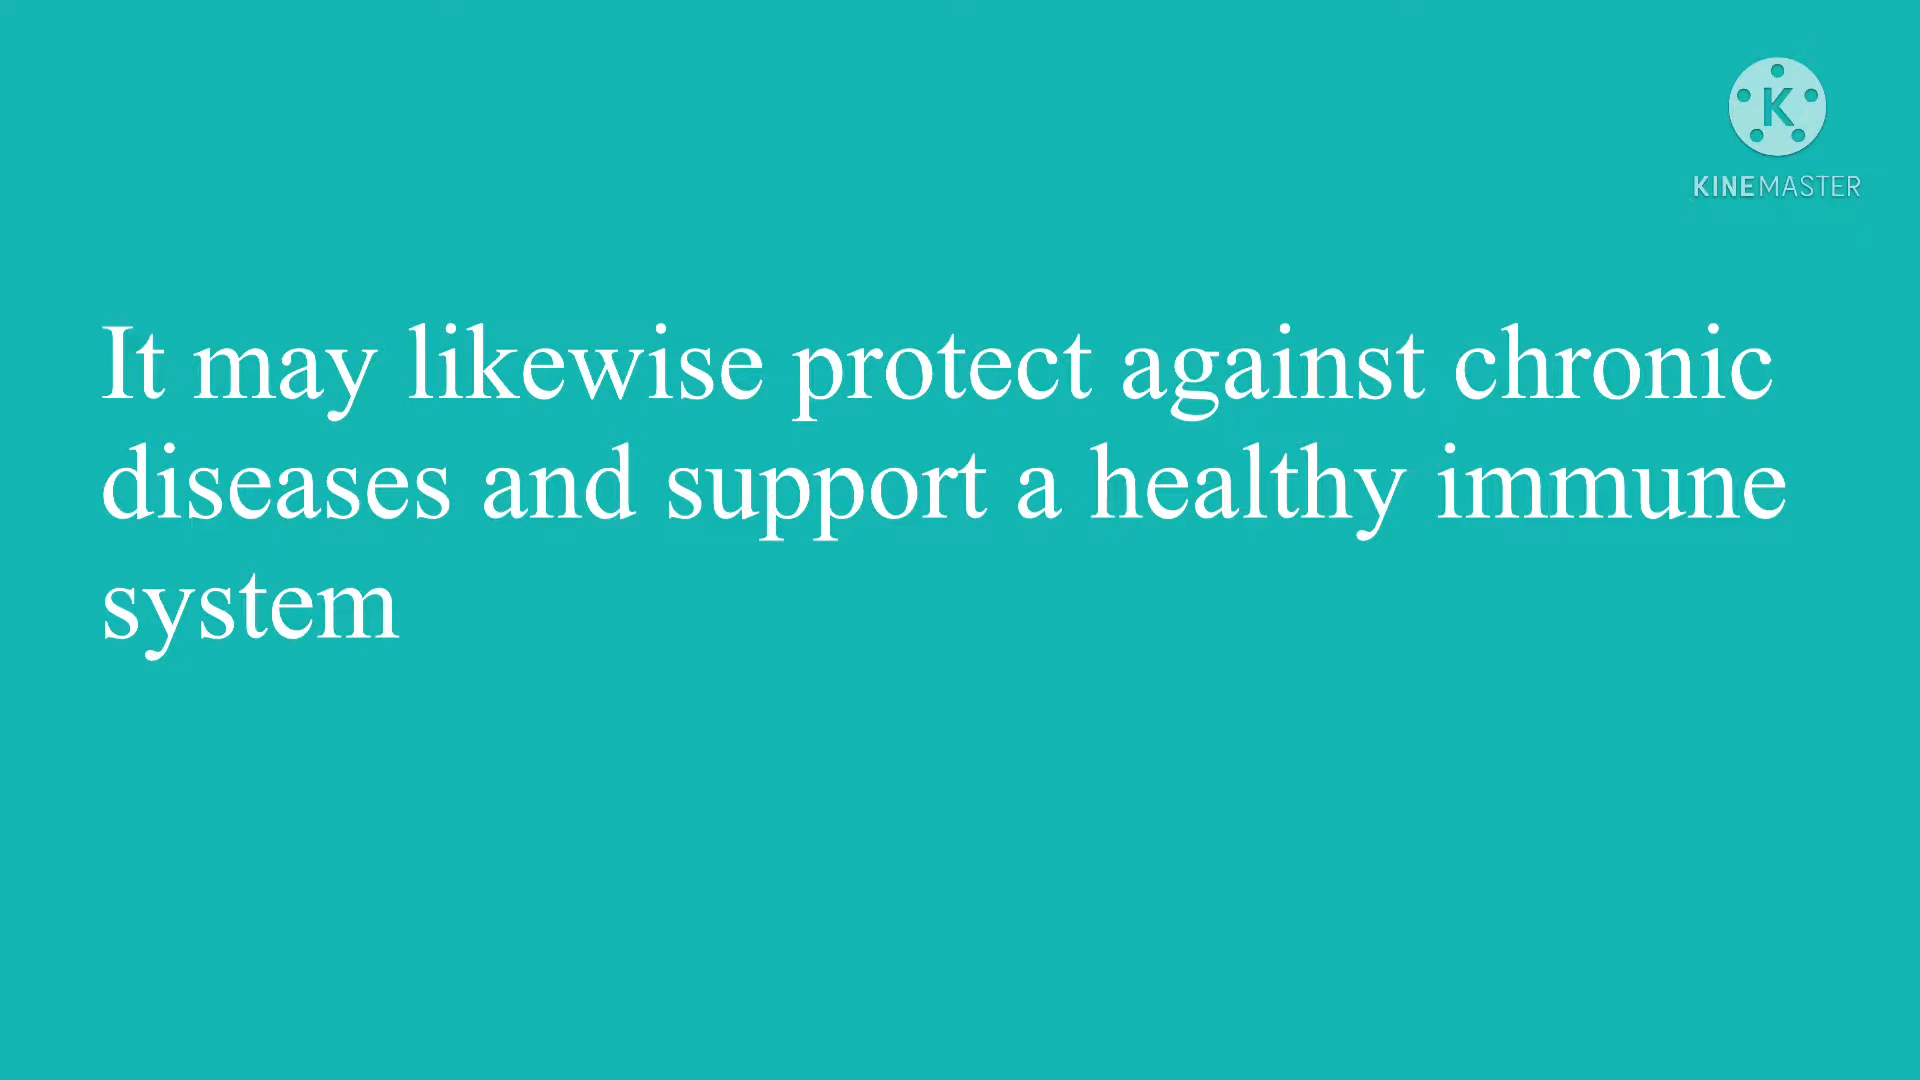 K
KINEMASTER
It may likewise protect against chronic
diseases and support a healthy immune
system